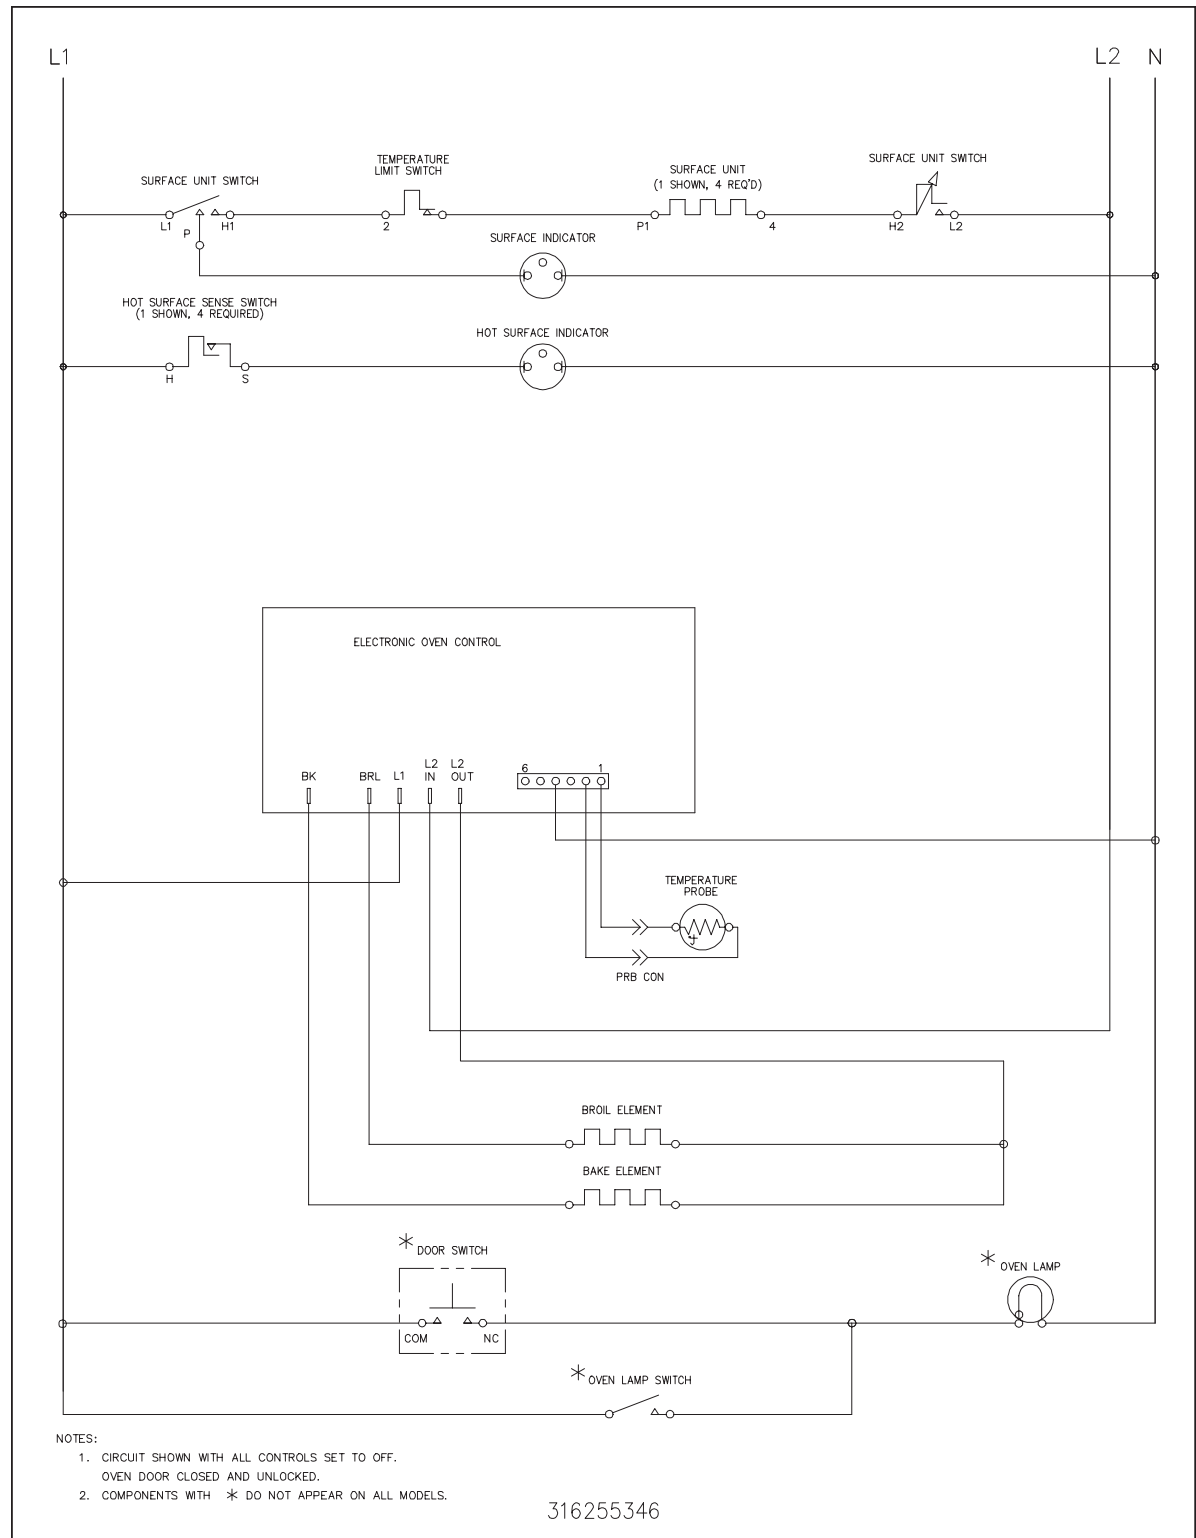 L1
L2 N
SURFACE UNIT SWITCH
TEMPERATURE
LIMIT SWITCH
SURFACE UNIT
(1 SHOWN, 4 REQ'D)
SURFACE UNIT SWITCH
L1
P
H1
2
P1
4
H2
L2
SURFACE INDICATOR
HOT SURFACE SENSE SWITCH
(1 SHOWN, 4 REQUIRED)
H
S
HOT SURFACE INDICATOR
ELECTRONIC OVEN CONTROL
BK
BRL
L1
L2
IN
L2
OUT
6
1
TEMPERATURE
PROBE
PRB CON
BROIL ELEMENT
BAKE ELEMENT
* DOOR SWITCH
COM
NC
* OVEN LAMP
* OVEN LAMP SWITCH
NOTES:
1. CIRCUIT SHOWN WITH ALL CONTROLS SET TO OFF.
OVEN DOOR CLOSED AND UNLOCKED.
2. COMPONENTS WITH * DO NOT APPEAR ON ALL MODELS.
316255346